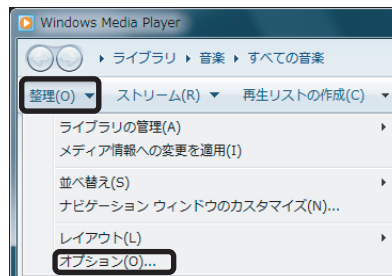 Windows Media Player
ライブラリ ▸ 音楽 ▸ すべての音楽
整理(O) ▼ ストリーム(R) ▼ 再生リストの作成(C) ▼
ライブラリの管理(A)
メディア情報への変更を適用(I)
並べ替え(S)
ナビゲーション ウィンドウのカスタマイズ(N)...
レイアウト(L)
オプション(O)...